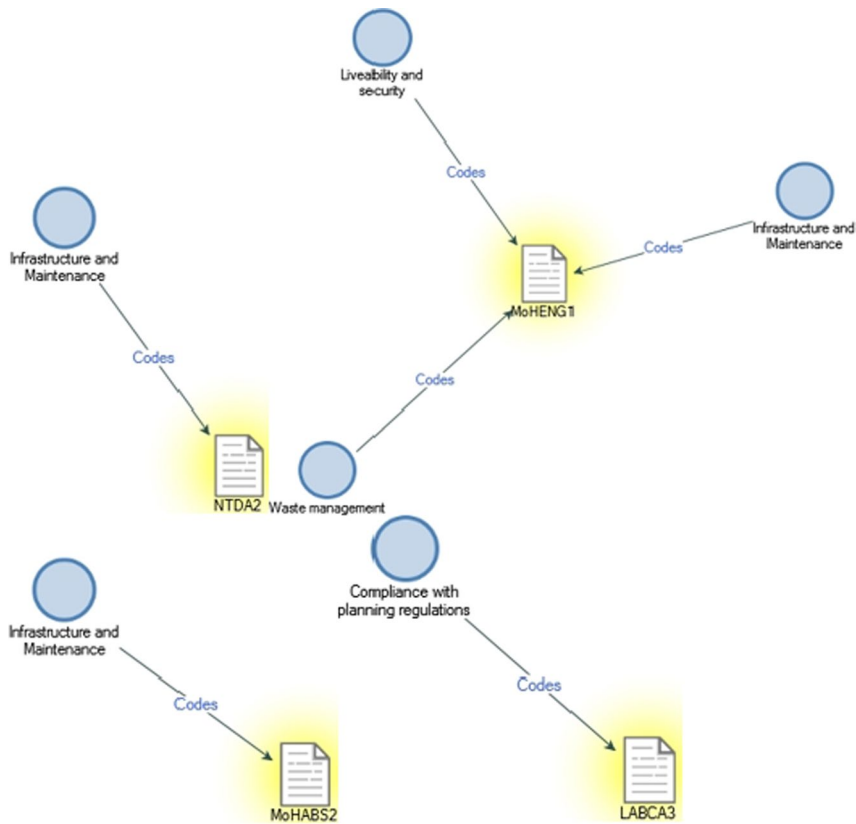 Liveability and
security
Codes
Infrastructure and
Maintenance
Codes
MoHENG1
Infrastructure and
Maintenance
Codes
Codes
NTDA2
Waste management
Compliance with
planning regulations
Codes
Infrastructure and
Maintenance
Codes
MoHABS2
LABCA3